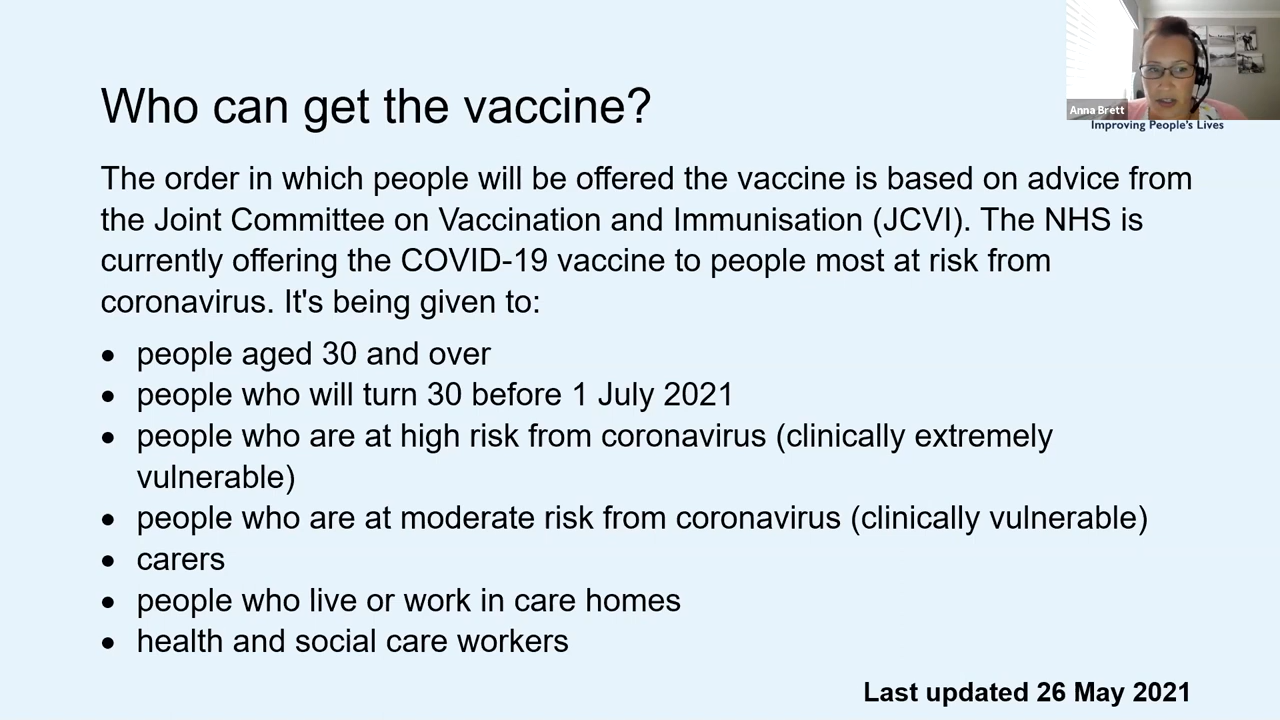 Who can get the vaccine?
Anna Brett
Improving People's Lives
The order in which people will be offered the vaccine is based on advice from
the Joint Committee on Vaccination and Immunisation (JCVI). The NHS is
currently offering the COVID-19 vaccine to people most at risk from
coronavirus. It's being given to:
• people aged 30 and over
• people who will turn 30 before 1 July 2021
• people who are at high risk from coronavirus (clinically extremely
vulnerable)
• people who are at moderate risk from coronavirus (clinically vulnerable)
• carers
• people who live or work in care homes
• health and social care workers
Last updated 26 May 2021